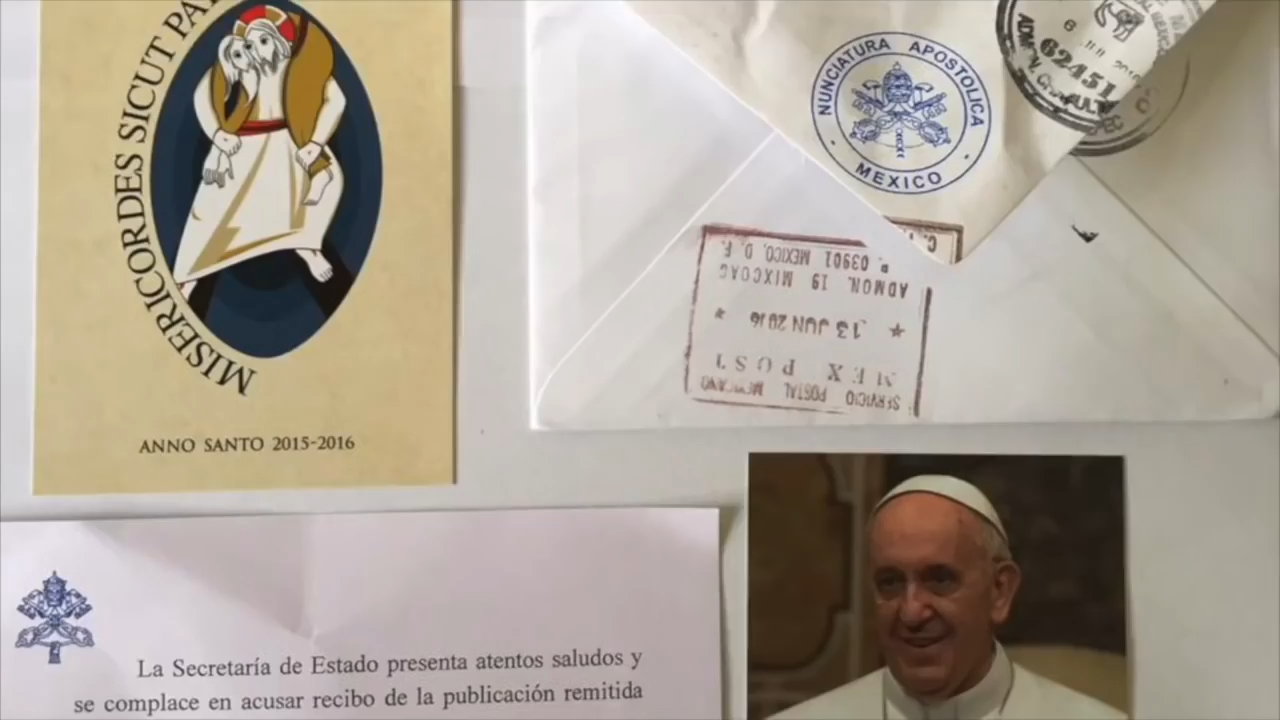 MISERICORDES SICUT PA
ANNO SANTO 2015-2016
NUNCIATURA APOSTOLICA
MEXICO
62451
SERVICIO POSTAL MEXICANO
MEX POST
13 JUN 2016
ADMON. 19 MIXCOAC
P. 03901 MEXICO, D. F.
La Secretaría de Estado presenta atentos saludos y
se complace en acusar recibo de la publicación remitida